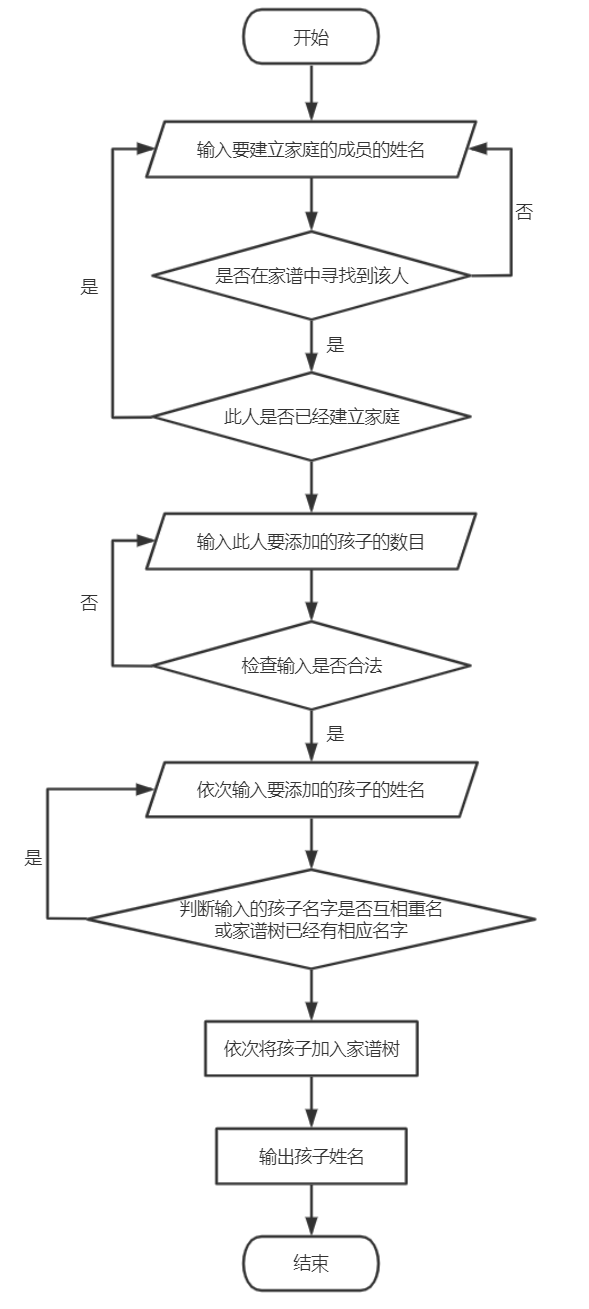 开始
输入要建立家庭的成员的姓名
否
是否在家谱中寻找到该人
是
是
此人是否已经建立家庭
输入此人要添加的孩子的数目
否
检查输入是否合法
是
依次输入要添加的孩子的姓名
是
判断输入的孩子名字是否互相重名
或家谱树已经有相应名字
依次将孩子加入家谱树
输出孩子姓名
结束